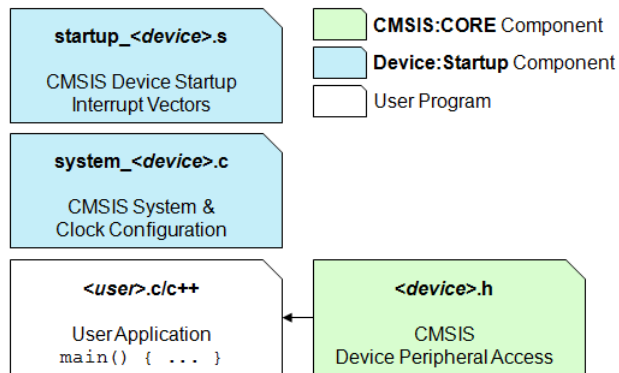 startup_<device>.s
CMSIS Device Startup
Interrupt Vectors
CMSIS:CORE Component
Device:Startup Component
User Program
system_<device>.c
CMSIS System &
Clock Configuration
<user>.c/c++
User Application
main() { ... }
<device>.h
CMSIS
Device Peripheral Access